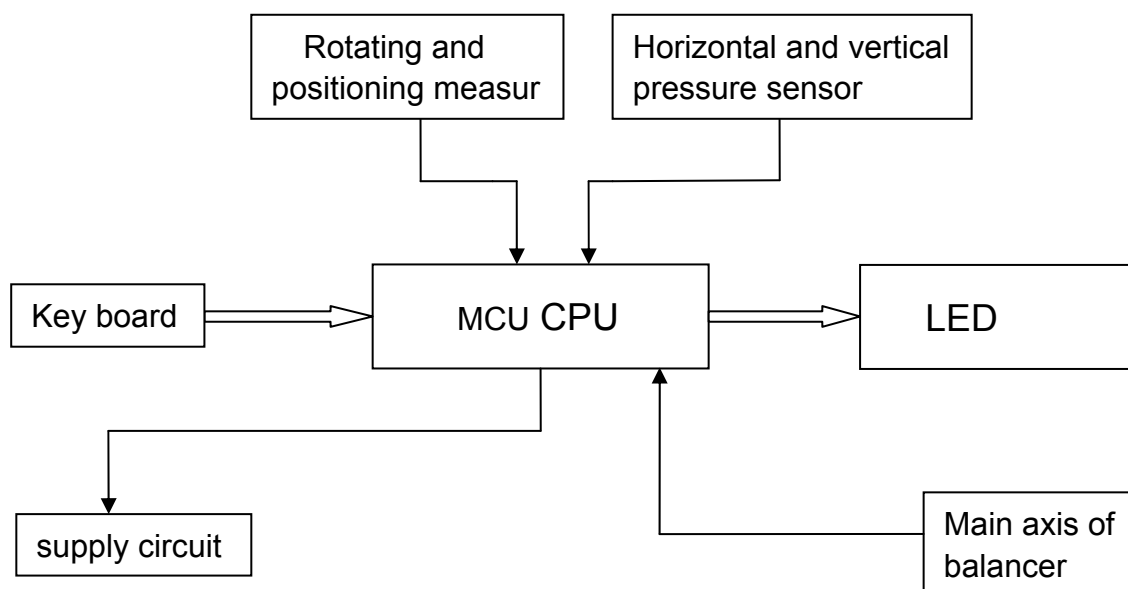 Rotating and
positioning measur
Horizontal and vertical
pressure sensor
Key board
MCU CPU
LED
supply circuit
Main axis of
balancer